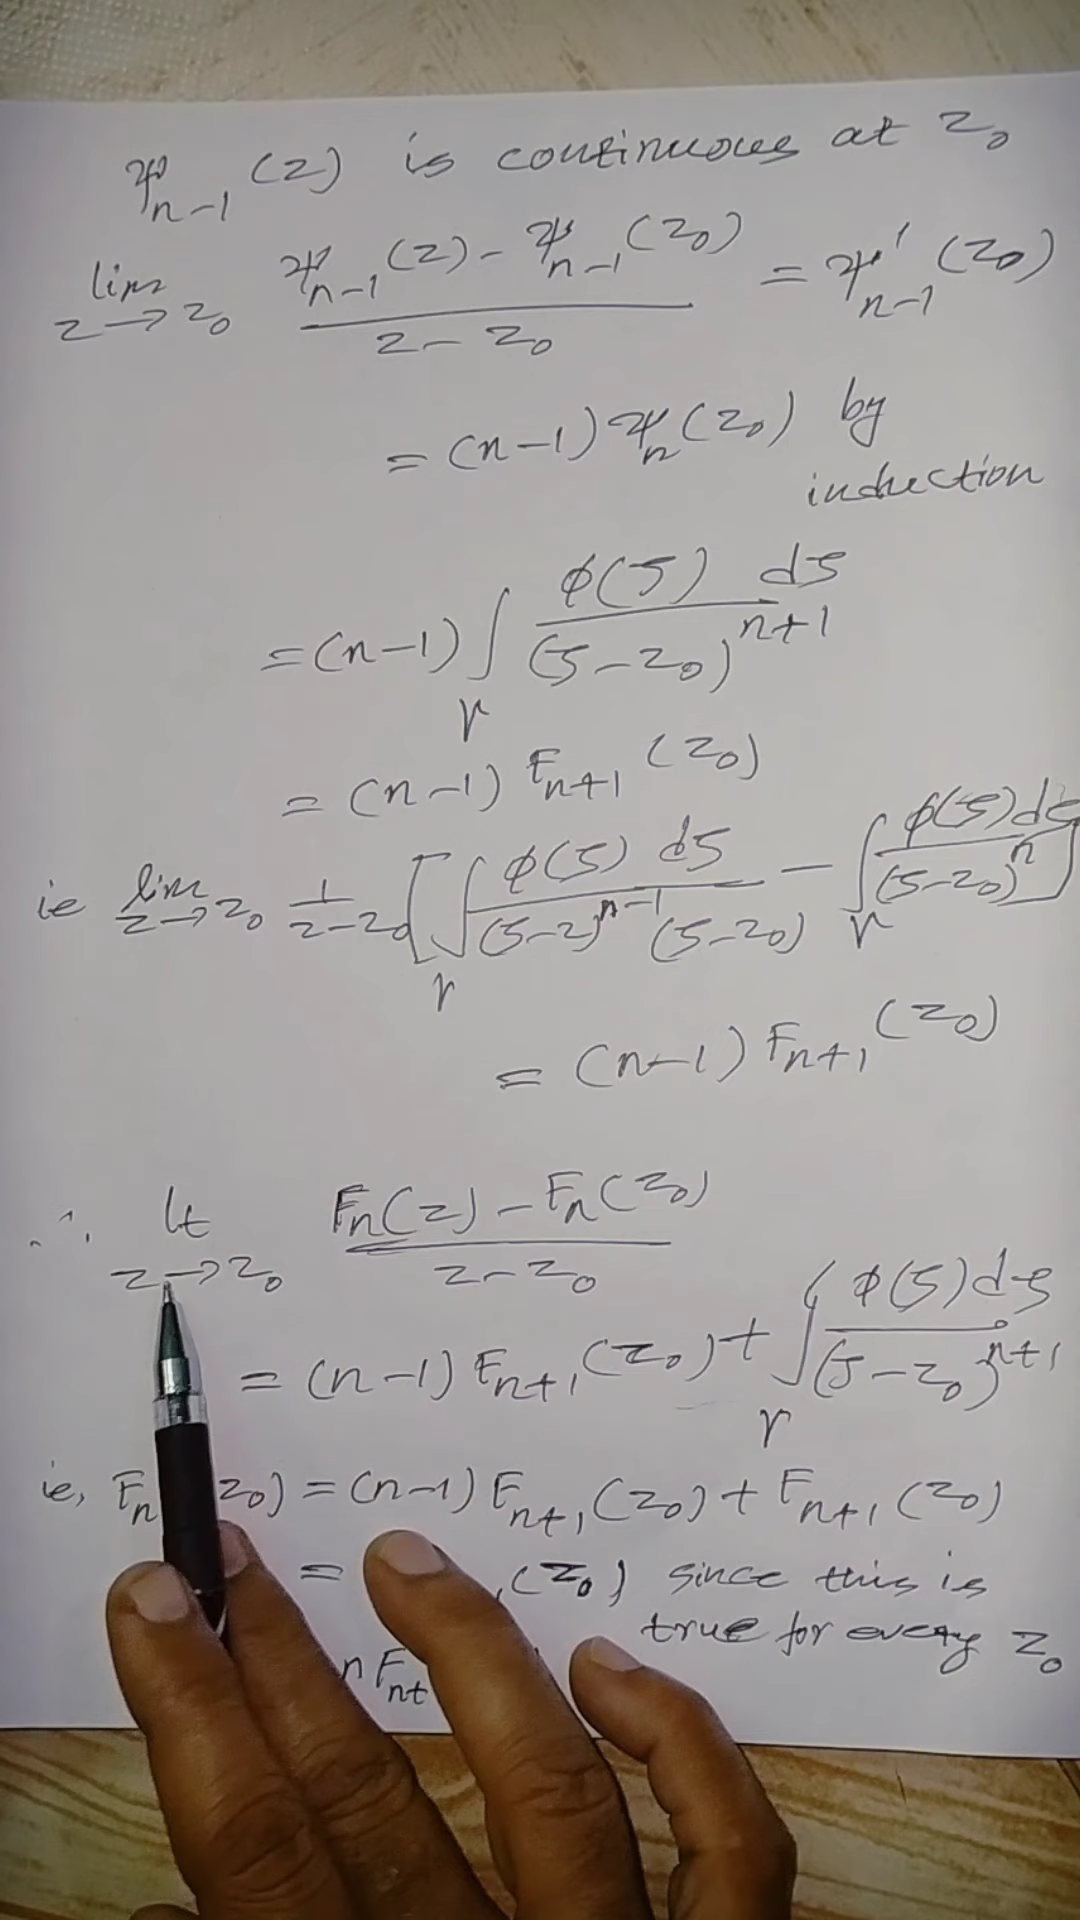 ψ_{n-1}(z) is continuous at z₀
lim_{z→z₀} (ψ_{n-1}(z) - ψ_{n-1}(z₀))/(z - z₀) = ψ'_{n-1}(z₀)
= (n-1) ψ_n(z₀) by
induction
= (n-1) ∫_γ φ(ζ) dζ/(ζ-z₀)^{n+1}
= (n-1) F_{n+1}(z₀)
ie lim_{z→z₀} 1/(z-z₀) [∫_γ φ(ζ) dζ/((ζ-z)^{n-1}(ζ-z₀)) - ∫_γ φ(ζ)dζ/(ζ-z₀)^n]
= (n-1) F_{n+1}(z₀)
∴ lt_{z→z₀} (F_n(z) - F_n(z₀))/(z - z₀)
= (n-1) F_{n+1}(z₀) + ∫_γ φ(ζ)dζ/(ζ-z₀)^{n+1}
ie, F_n z₀) = (n-1) F_{n+1}(z₀) + F_{n+1}(z₀)
= (z₀) since this is
true for every z₀
nF_{n+